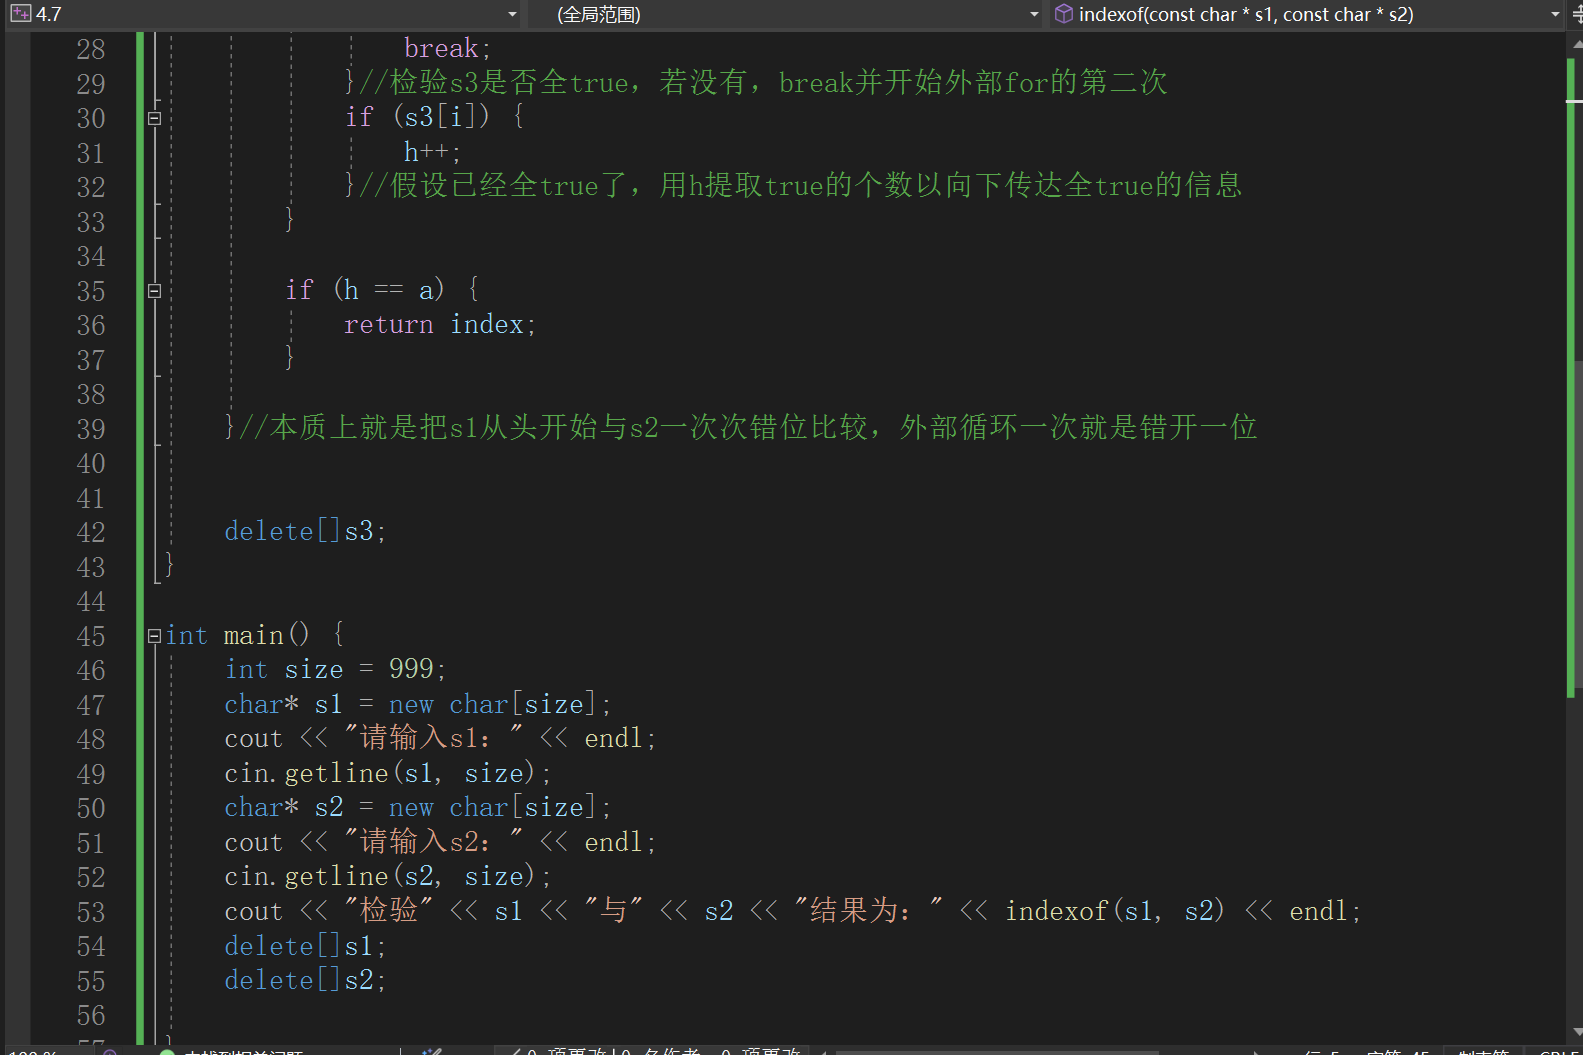 4.7 (全局范围) indexof(const char * s1, const char * s2)
28 break;
29 }//检验s3是否全true，若没有，break并开始外部for的第二次
30 if (s3[i]) {
31 h++;
32 }//假设已经全true了，用h提取true的个数以向下传达全true的信息
33 }
34
35 if (h == a) {
36 return index;
37 }
38
39 }//本质上就是把s1从头开始与s2一次次错位比较，外部循环一次就是错开一位
40
41
42 delete[]s3;
43 }
44
45 int main() {
46 int size = 999;
47 char* s1 = new char[size];
48 cout << "请输入s1：" << endl;
49 cin.getline(s1, size);
50 char* s2 = new char[size];
51 cout << "请输入s2：" << endl;
52 cin.getline(s2, size);
53 cout << "检验" << s1 << "与" << s2 << "结果为：" << indexof(s1, s2) << endl;
54 delete[]s1;
55 delete[]s2;
56